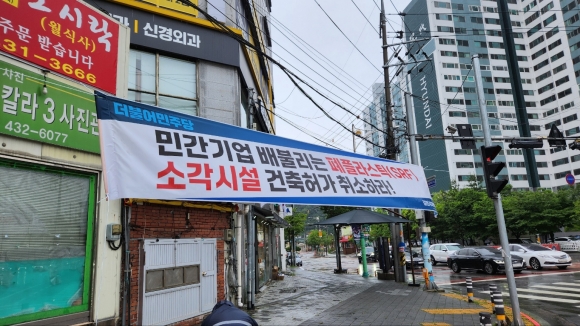 도시락
(월식사)
주문 받습니다
31-3666
신경외과
사진
칼라 3 사진관
432-6077
더불어민주당
민간기업 배불리는 폐플라스틱(SRF)
소각시설 건축허가 취소하라!
HYUNDAI